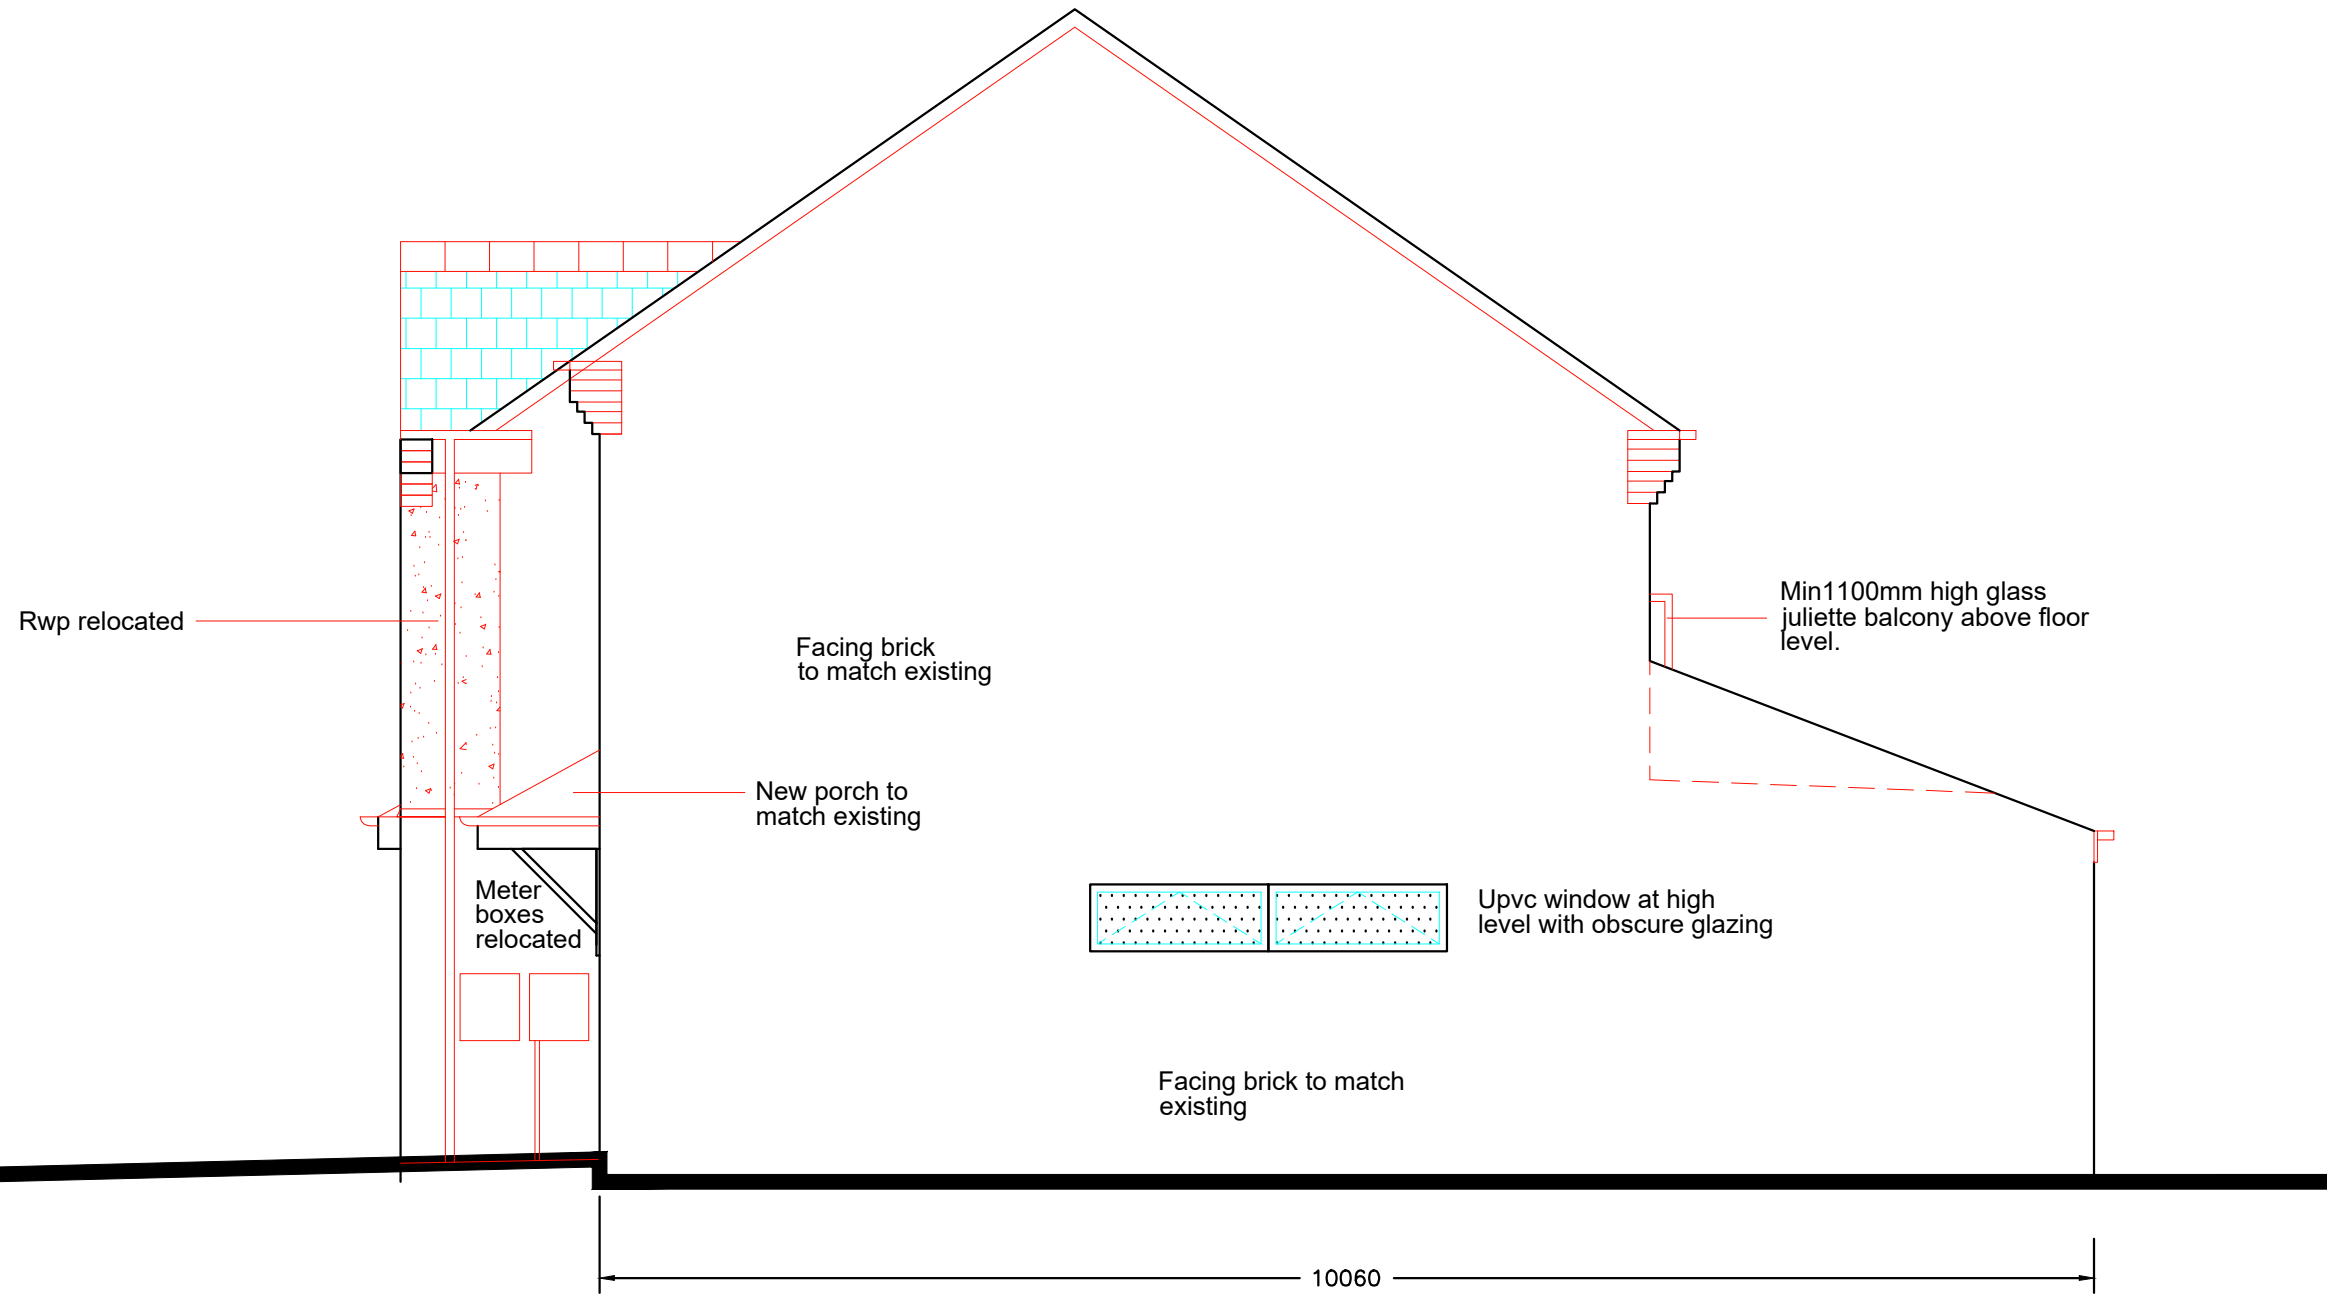 Rwp relocated
Facing brick
to match existing
Min1100mm high glass
juliette balcony above floor
level.
New porch to
match existing
Meter
boxes
relocated
Upvc window at high
level with obscure glazing
Facing brick to match
existing
10060